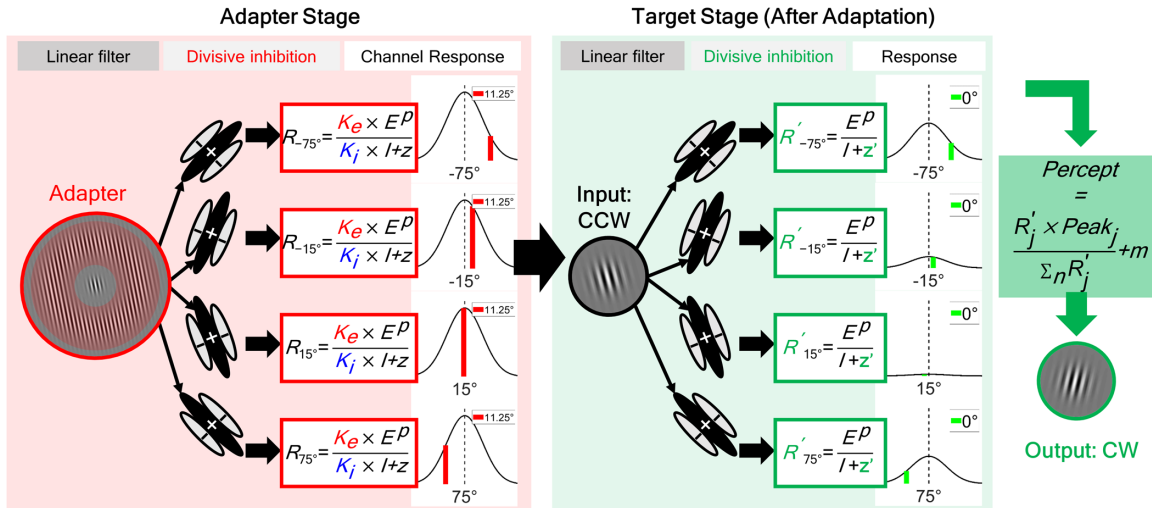 Adapter Stage
Linear filter
Divisive inhibition
Channel Response
Adapter
R−75°= Ke × E^p / Ki × I+z
11.25°
-75°
R−15°= Ke × E^p / Ki × I+z
11.25°
-15°
R15°= Ke × E^p / Ki × I+z
11.25°
15°
R75°= Ke × E^p / Ki × I+z
11.25°
75°
Target Stage (After Adaptation)
Linear filter
Divisive inhibition
Response
Input:
CCW
R′−75°= E^p / I+z'
0°
-75°
R′−15°= E^p / I+z'
0°
-15°
R′15°= E^p / I+z'
0°
15°
R′75°= E^p / I+z'
0°
75°
Percept
=
R′j × Peakj / ΣnR′j +m
Output: CW